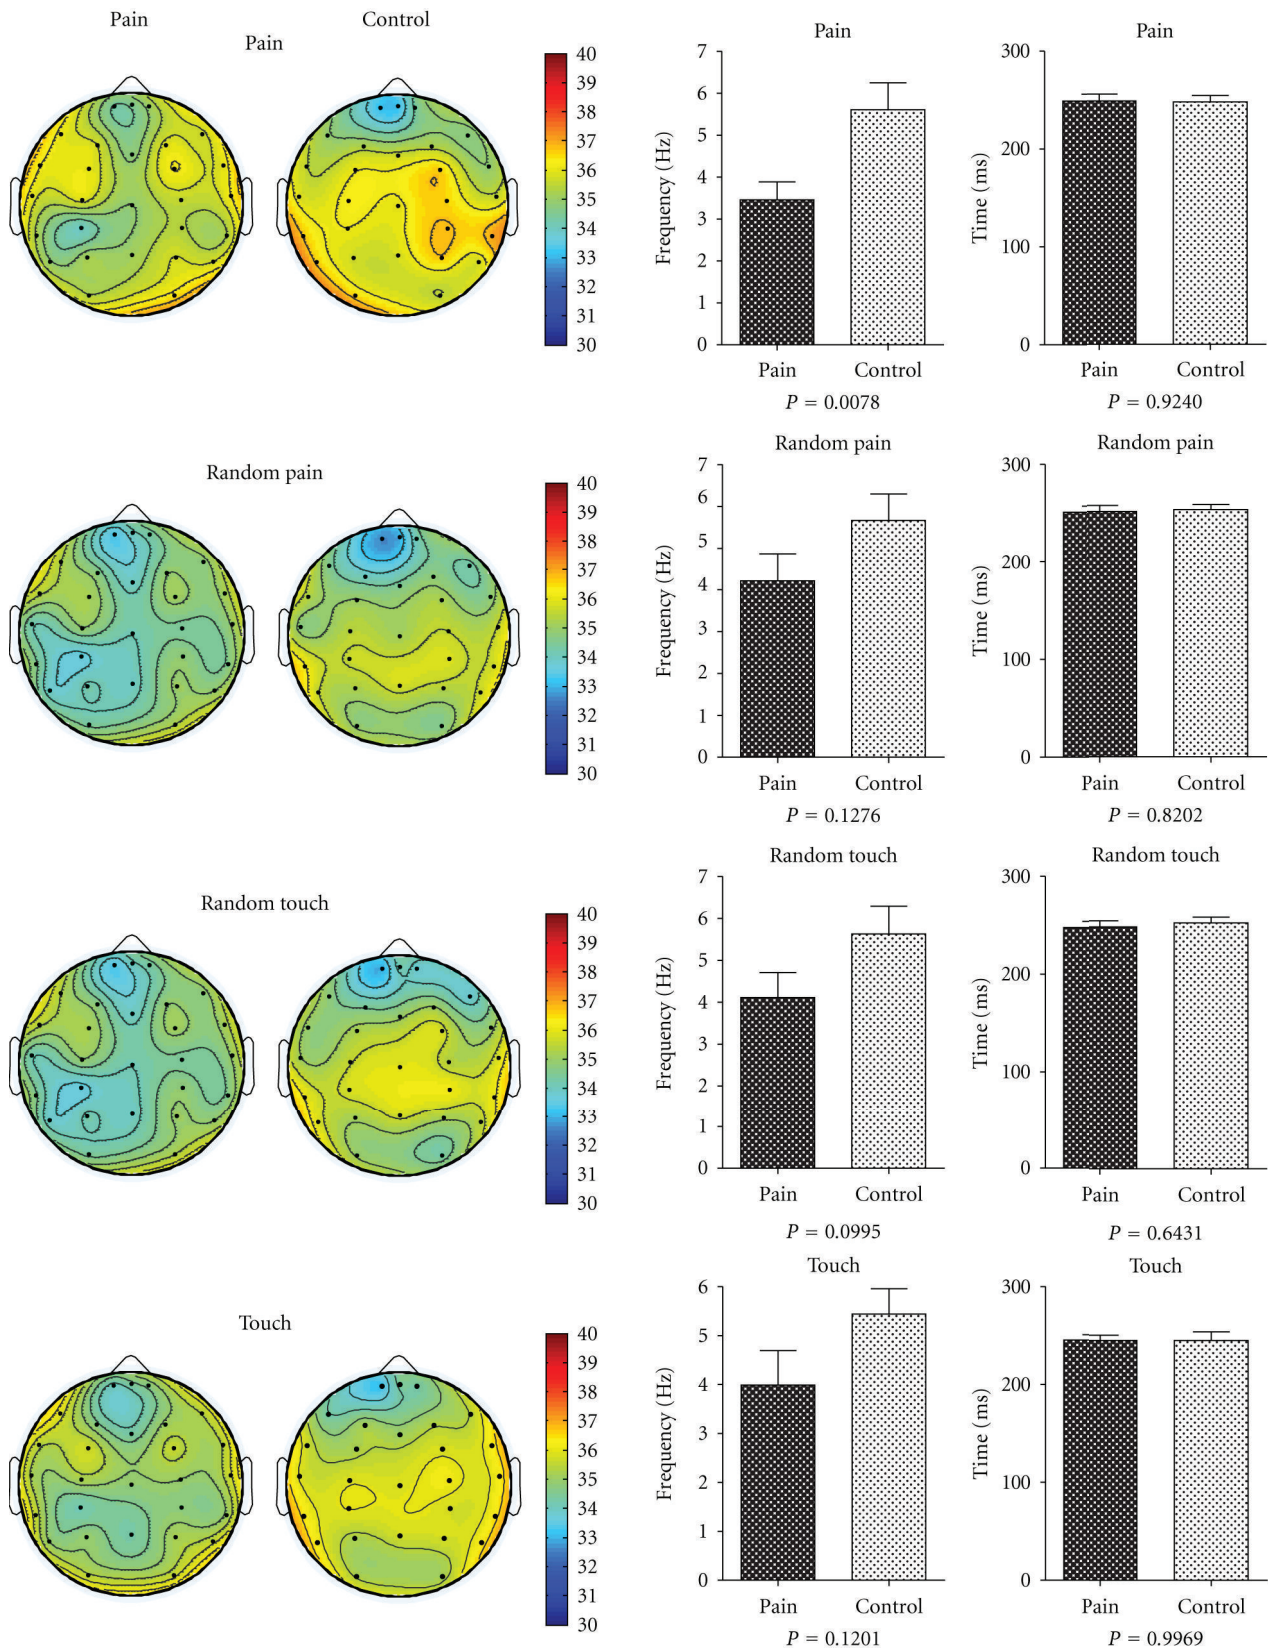 Pain
Control
Pain
40
39
38
37
36
35
34
33
32
31
30
Pain
7
6
5
4
3
2
1
0
Frequency (Hz)
Pain
Control
P = 0.0078
Pain
300
200
100
0
Time (ms)
Pain
Control
P = 0.9240
Random pain
40
39
38
37
36
35
34
33
32
31
30
Random pain
7
6
5
4
3
2
1
0
Frequency (Hz)
Pain
Control
P = 0.1276
Random pain
300
200
100
0
Time (ms)
Pain
Control
P = 0.8202
Random touch
40
39
38
37
36
35
34
33
32
31
30
Random touch
7
6
5
4
3
2
1
0
Frequency (Hz)
Pain
Control
P = 0.0995
Random touch
300
200
100
0
Time (ms)
Pain
Control
P = 0.6431
Touch
40
39
38
37
36
35
34
33
32
31
30
Touch
6
5
4
3
2
1
0
Frequency (Hz)
Pain
Control
P = 0.1201
Touch
300
200
100
0
Time (ms)
Pain
Control
P = 0.9969